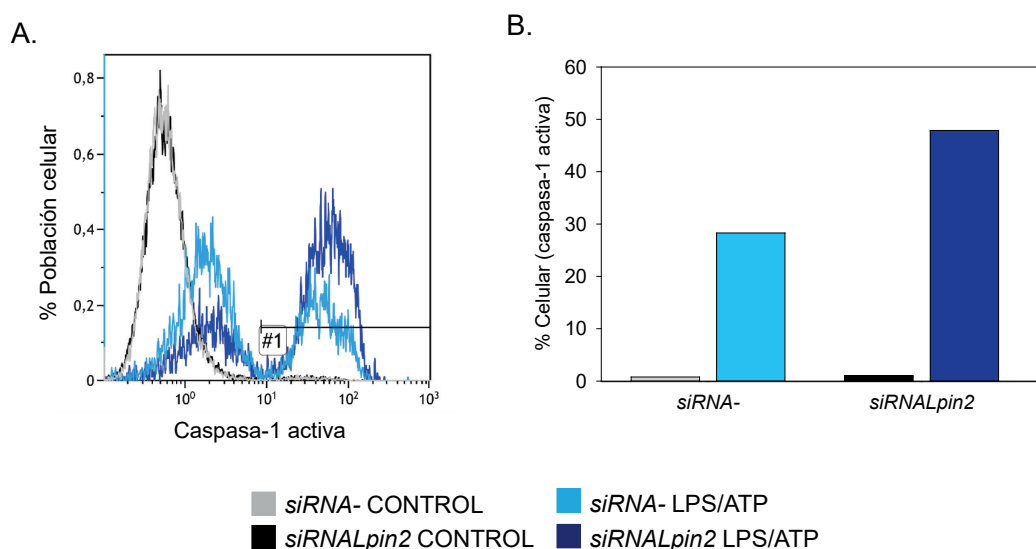 A.
% Población celular
0,8
0,6
0,4
0,2
0
#1
10⁰
10¹
10²
10³
Caspasa-1 activa
B.
% Celular (caspasa-1 activa)
60
50
40
30
20
10
0
siRNA-
siRNALpin2
siRNA- CONTROL
siRNALpin2 CONTROL
siRNA- LPS/ATP
siRNALpin2 LPS/ATP